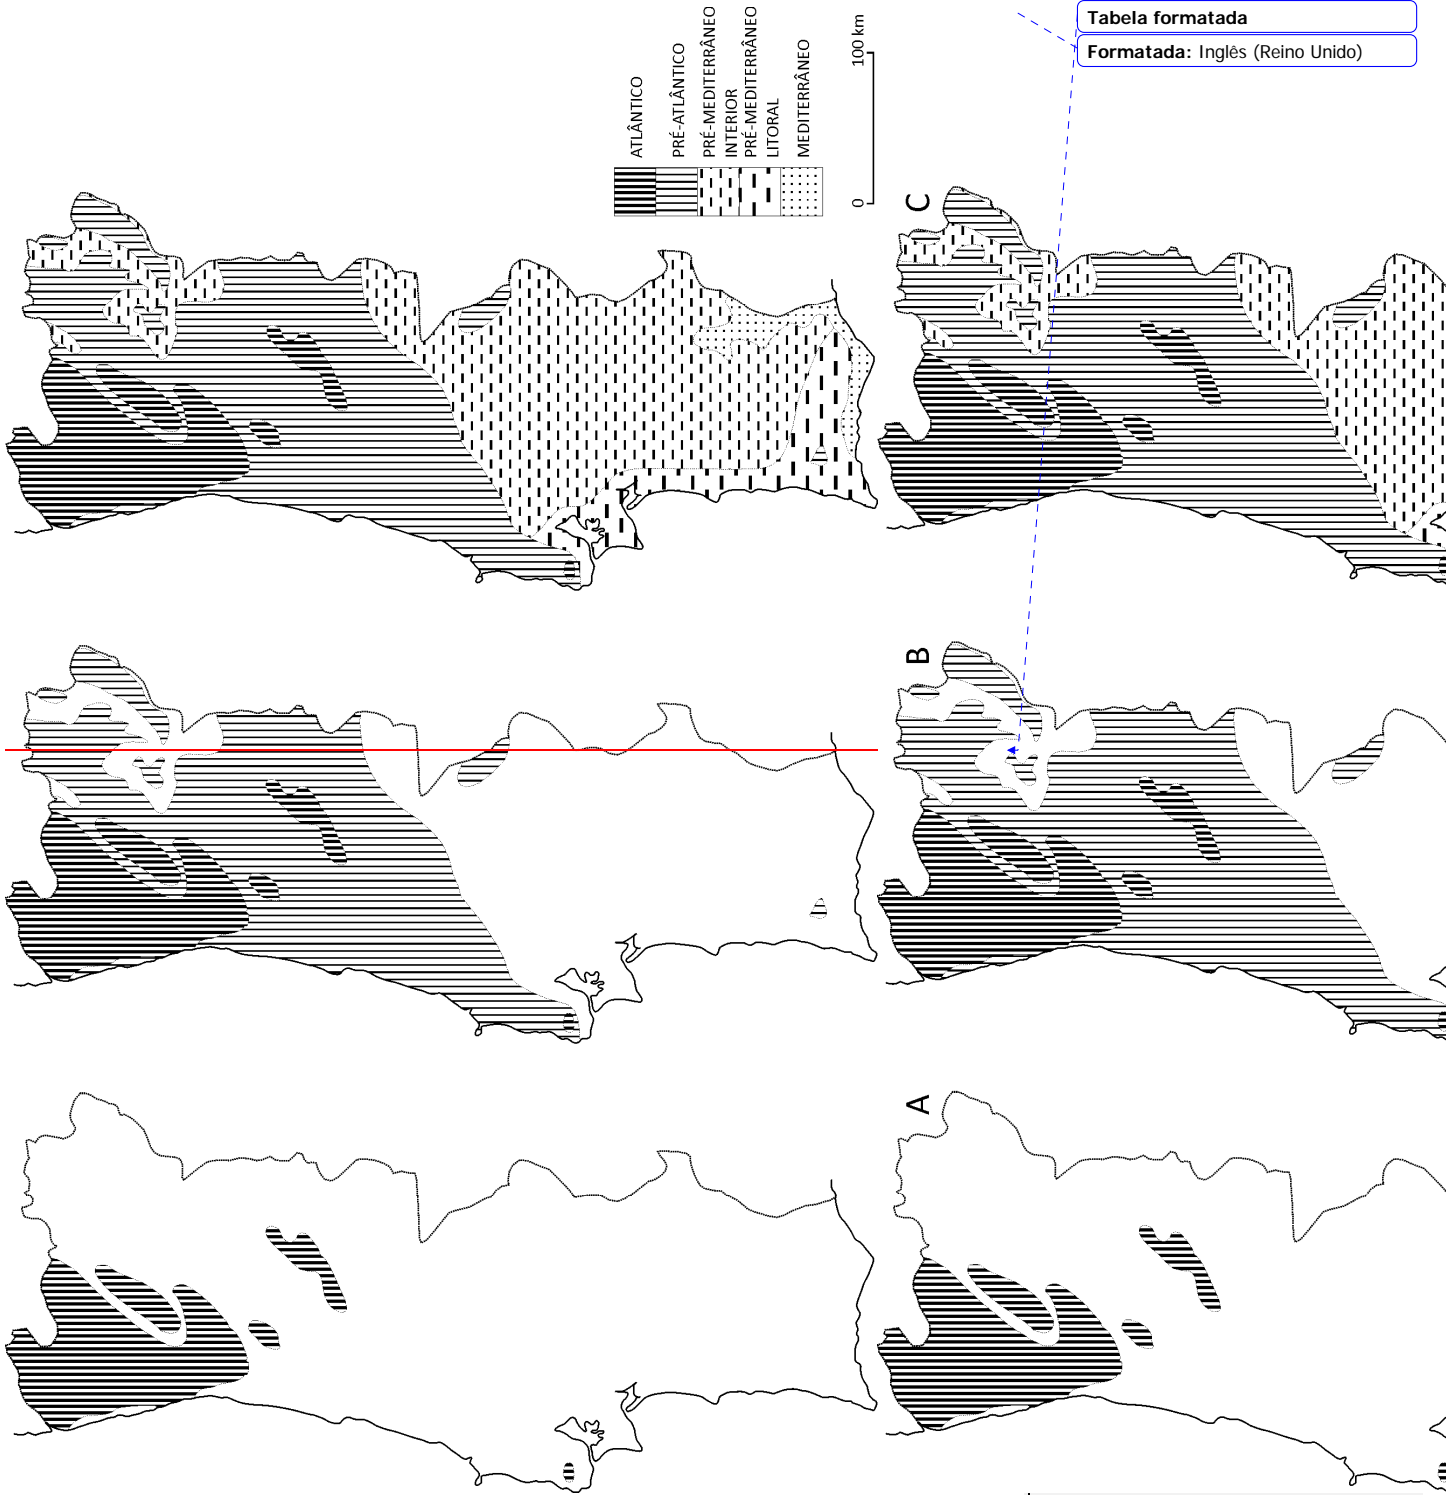 Tabela formatada
Formatada: Inglês (Reino Unido)
ATLÂNTICO
PRÉ-ATLÂNTICO
PRÉ-MEDITERRÂNEO
INTERIOR
PRÉ-MEDITERRÂNEO
LITORAL
MEDITERRÂNEO
0 100 km
C
B
A